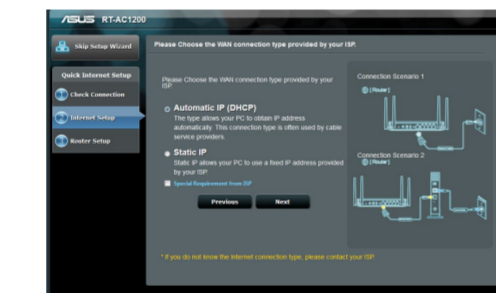 ASUS RT-AC1200
Skip Setup Wizard
Please Choose the WAN connection type provided by your ISP.
Quick Internet Setup
Check Connection
Internet Setup
Router Setup
Please Choose the WAN connection type provided by your
ISP.
Automatic IP (DHCP)
The type allows your PC to obtain IP address
automatically. This connection type is often used by cable
service providers.
Static IP
Static IP allows your PC to use a fixed IP address provided
by your ISP.
Special Requirement from ISP
Previous Next
Connection Scenario 1
[Router]
Connection Scenario 2
[Router]
* If you do not know the Internet connection type, please contact your ISP